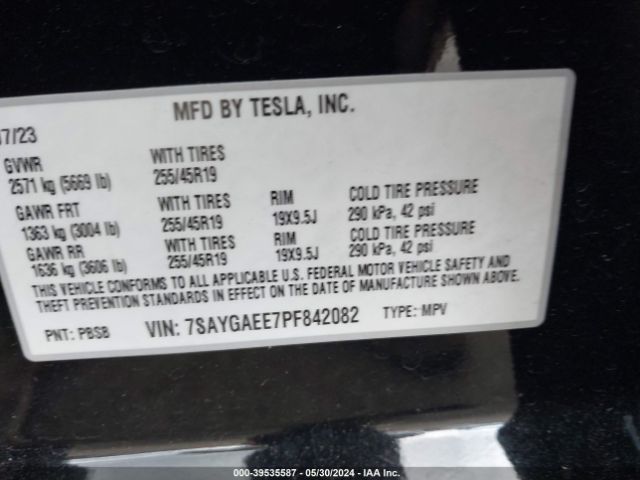 MFD BY TESLA, INC.
7/23
GVWR
2571 kg (5669 lb)
WITH TIRES
255/45R19
GAWR FRT
1363 kg (3004 lb)
WITH TIRES
255/45R19
RIM
19X9.5J
COLD TIRE PRESSURE
290 kPa, 42 psi
GAWR RR
1636 kg (3606 lb)
WITH TIRES
255/45R19
RIM
19X9.5J
COLD TIRE PRESSURE
290 kPa, 42 psi
THIS VEHICLE CONFORMS TO ALL APPLICABLE U.S. FEDERAL MOTOR VEHICLE SAFETY AND
THEFT PREVENTION STANDARDS IN EFFECT ON THE DATE OF MANUFACTURE SHOWN ABOVE.
PNT: PBSB VIN: 7SAYGAEE7PF842082 TYPE: MPV
000-39535587 - 05/30/2024 - IAA Inc.